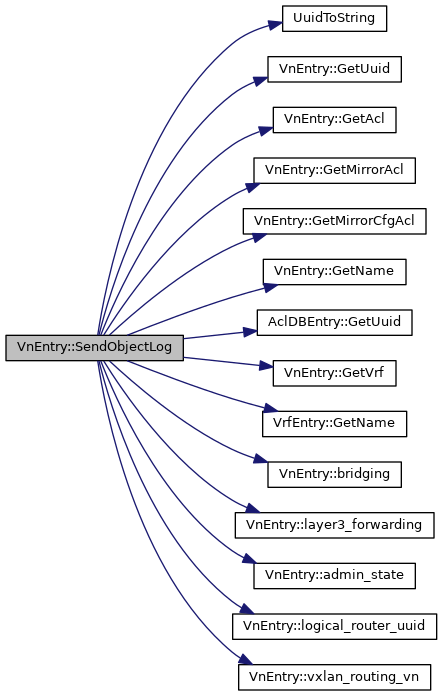 UuidToString
VnEntry::GetUuid
VnEntry::GetAcl
VnEntry::GetMirrorAcl
VnEntry::GetMirrorCfgAcl
VnEntry::GetName
VnEntry::SendObjectLog
AclDBEntry::GetUuid
VnEntry::GetVrf
VrfEntry::GetName
VnEntry::bridging
VnEntry::layer3_forwarding
VnEntry::admin_state
VnEntry::logical_router_uuid
VnEntry::vxlan_routing_vn